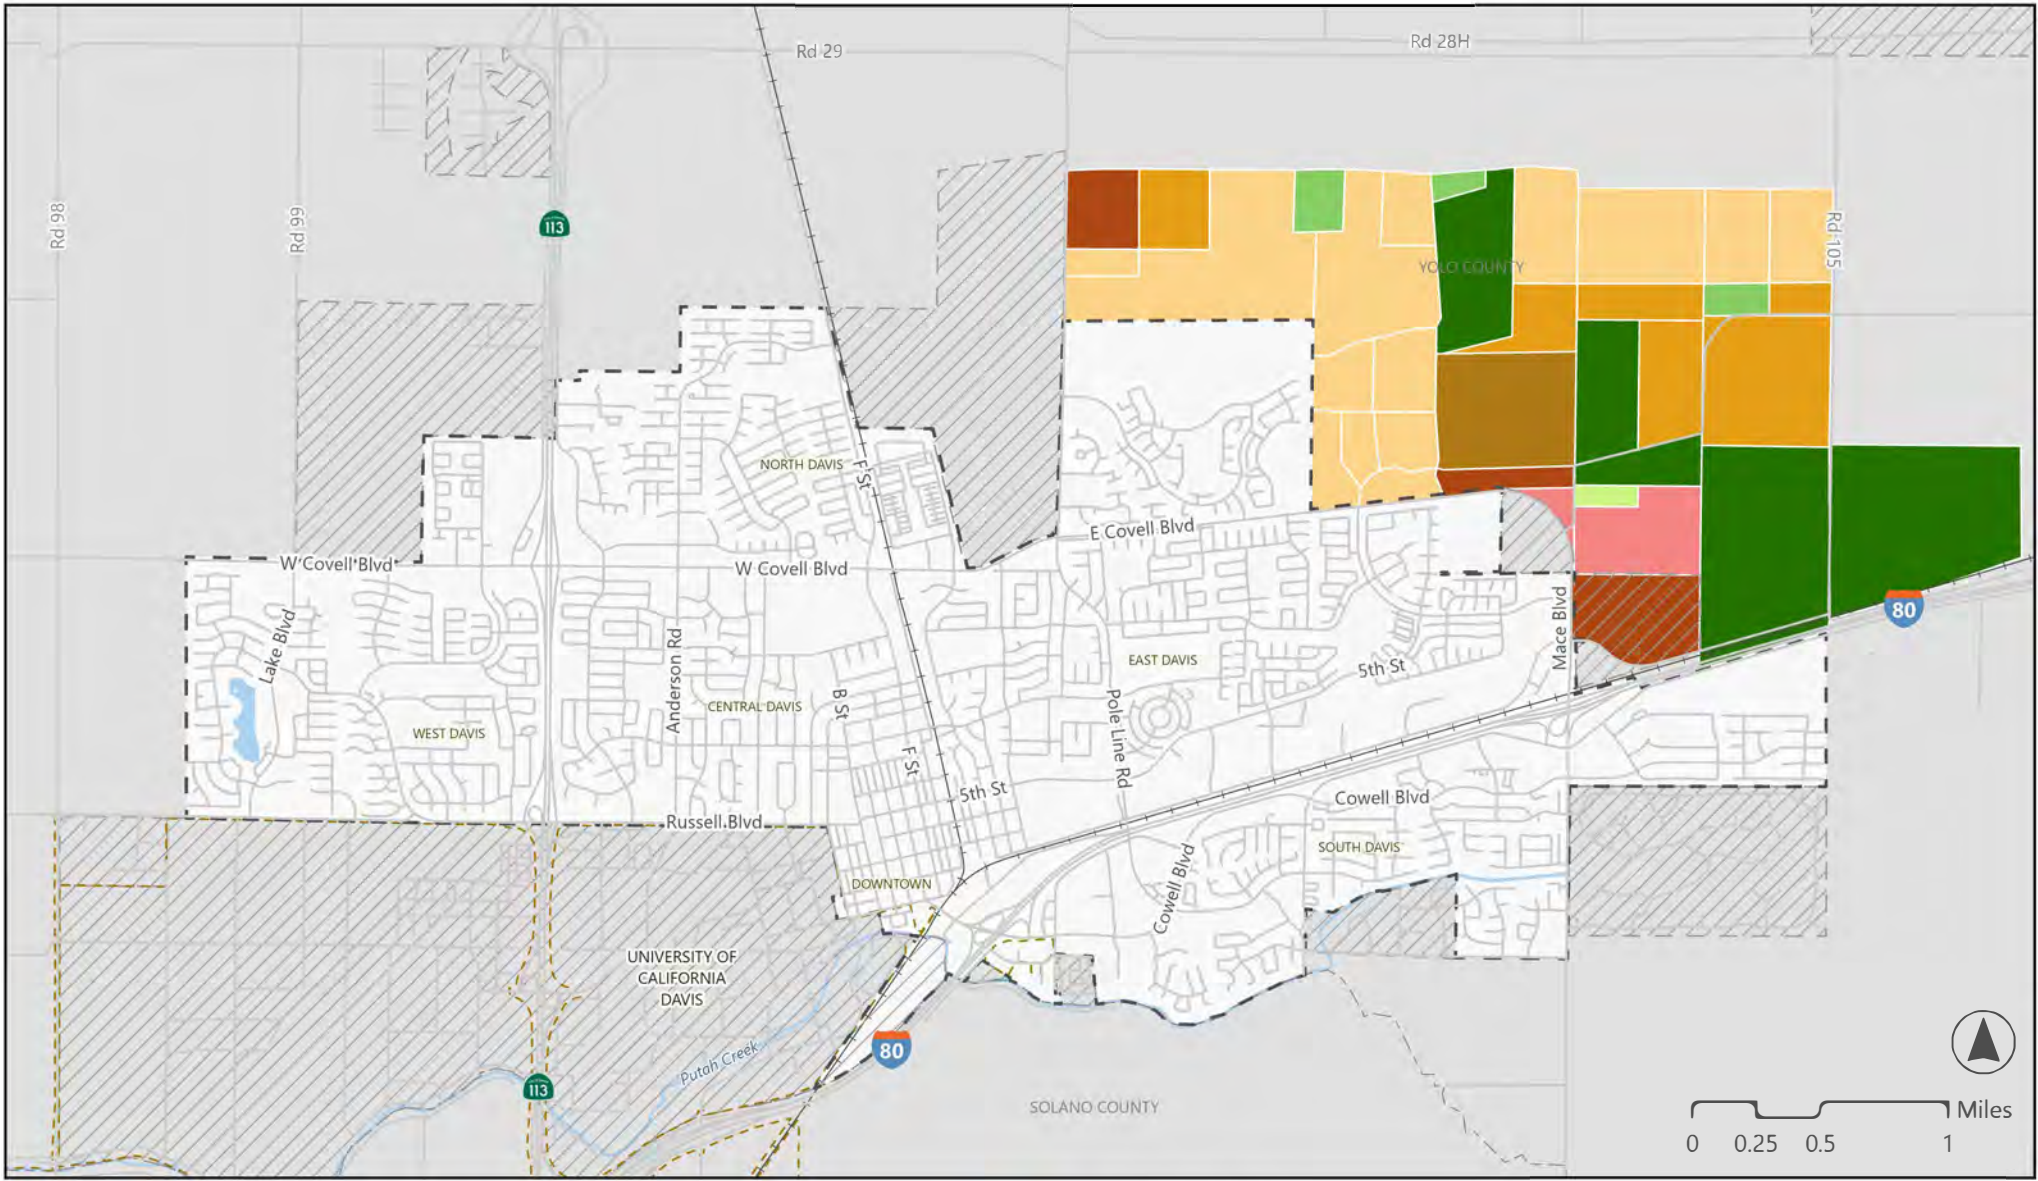 Rd 29
Rd 28H
Rd 98
Rd 99
113
Rd 105
YOLO COUNTY
NORTH DAVIS
F St
E Covell Blvd
W Covell Blvd
W Covell Blvd
80
Lake Blvd
Anderson Rd
Mace Blvd
EAST DAVIS
5th St
B St
CENTRAL DAVIS
Pole Line Rd
WEST DAVIS
F St
5th St
Cowell Blvd
Russell Blvd
SOUTH DAVIS
Cowell Blvd
DOWNTOWN
UNIVERSITY OF
CALIFORNIA
DAVIS
80
Putah Creek
113
SOLANO COUNTY
Miles
0 0.25 0.5 1